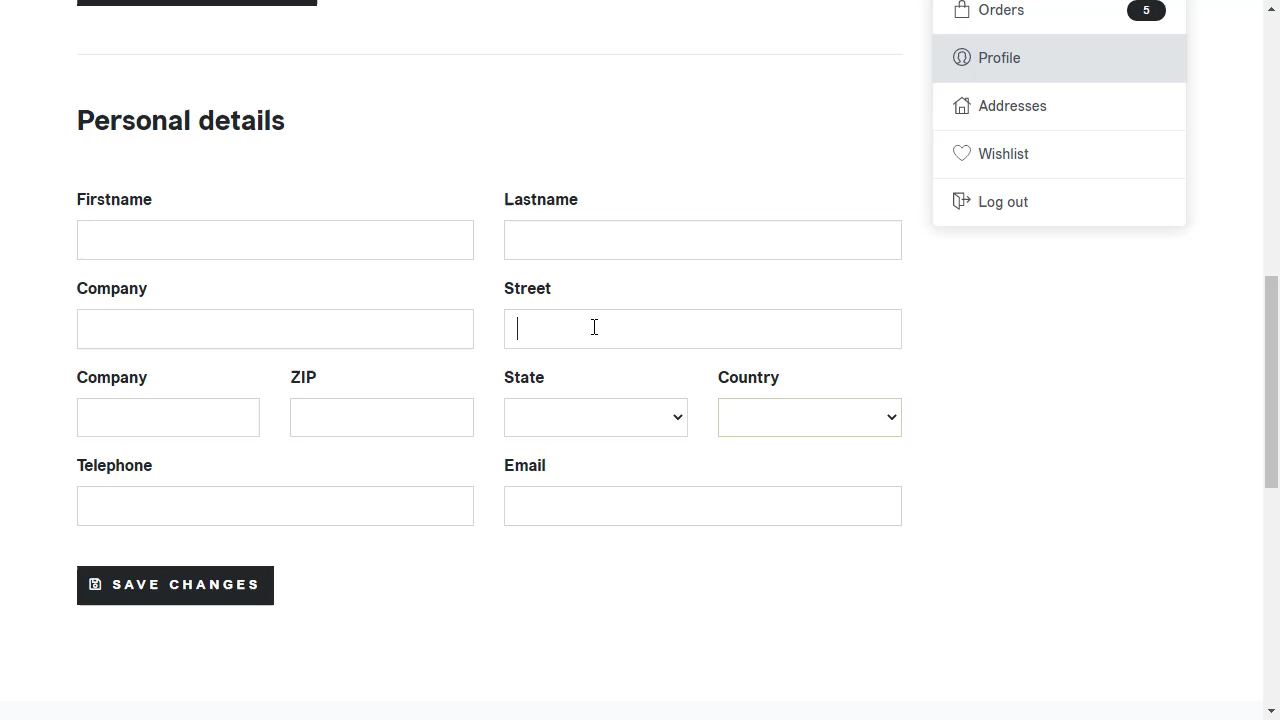 Orders 5
Profile
Addresses
Wishlist
Log out
Personal details
Firstname Lastname
Company Street
Company ZIP State Country
Telephone Email
SAVE CHANGES